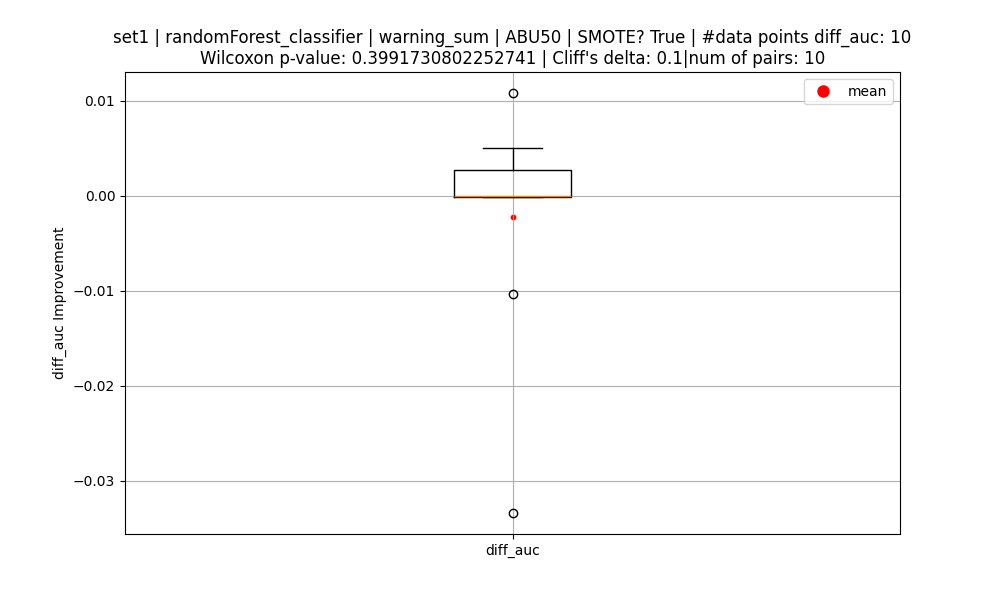 set1 | randomForest_classifier | warning_sum | ABU50 | SMOTE? True | #data points diff_auc: 10
Wilcoxon p-value: 0.3991730802252741 | Cliff's delta: 0.1|num of pairs: 10
mean
0.01
0.00
−0.01
−0.02
−0.03
diff_auc Improvement
diff_auc